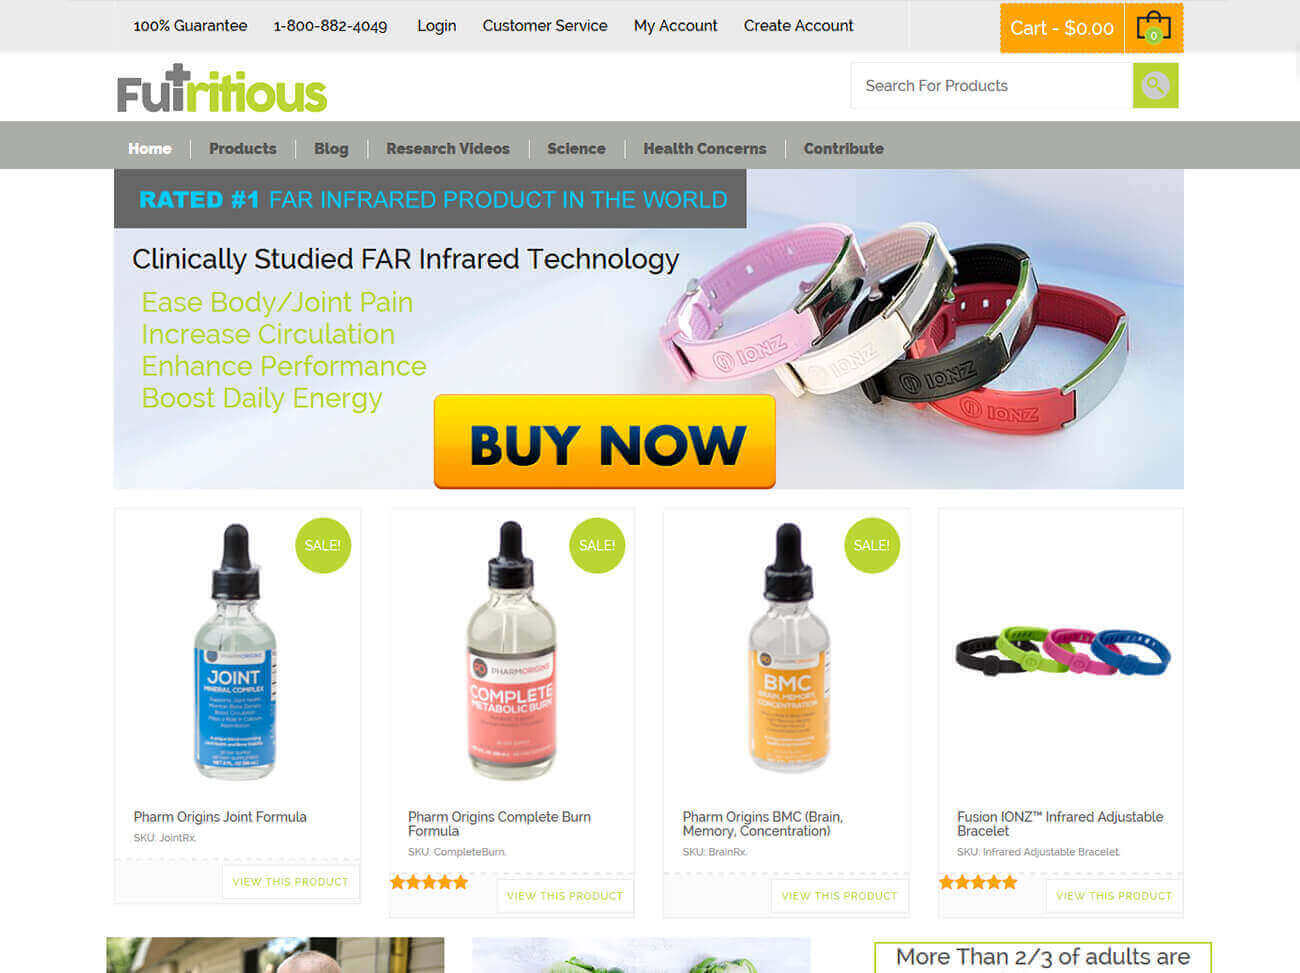 100% Guarantee 1-800-882-4049 Login Customer Service My Account Create Account
Cart - $0.00
0
Futritious
Search For Products
Home Products Blog Research Videos Science Health Concerns Contribute
RATED #1 FAR INFRARED PRODUCT IN THE WORLD
Clinically Studied FAR Infrared Technology
Ease Body/Joint Pain
Increase Circulation
Enhance Performance
Boost Daily Energy
IONZ
IONZ
IONZ
IONZ
BUY NOW
SALE!
SALE!
SALE!
PHARMORIGINS
JOINT
MINERAL COMPLEX
PHARMORIGINS
COMPLETE
METABOLIC BURN
BMC
BRAIN, MEMORY,
CONCENTRATION
Pharm Origins Joint Formula
SKU: JointRx.
VIEW THIS PRODUCT
Pharm Origins Complete Burn
Formula
SKU: CompleteBurn.
VIEW THIS PRODUCT
Pharm Origins BMC (Brain,
Memory, Concentration)
SKU: BrainRx.
VIEW THIS PRODUCT
Fusion IONZ™ Infrared Adjustable
Bracelet
SKU: Infrared Adjustable Bracelet.
VIEW THIS PRODUCT
More Than 2/3 of adults are